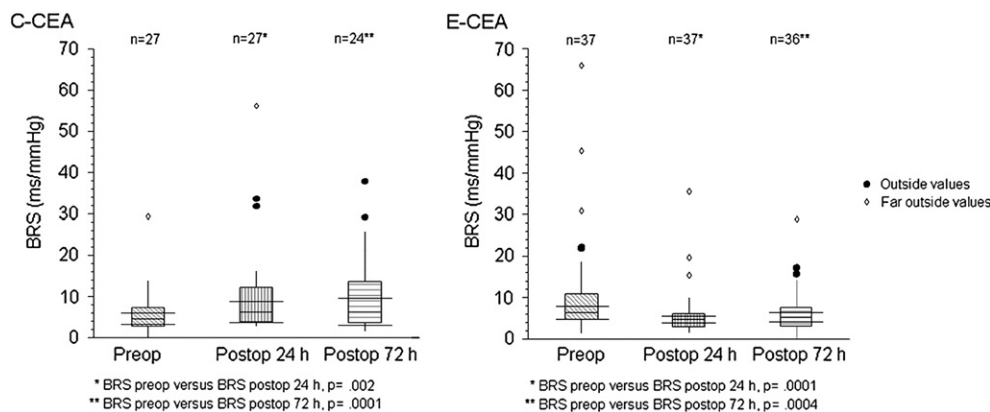 C-CEA
n=27 n=27* n=24**
70
60
50
40
30
20
10
0
BRS (ms/mmHg)
Preop Postop 24 h Postop 72 h
* BRS preop versus BRS postop 24 h, p= .002
** BRS preop versus BRS postop 72 h, p= .0001
E-CEA
n=37 n=37* n=36**
70
60
50
40
30
20
10
0
BRS (ms/mmHg)
Preop Postop 24 h Postop 72 h
* BRS preop versus BRS postop 24 h, p= .0001
** BRS preop versus BRS postop 72 h, p= .0004
Outside values
Far outside values